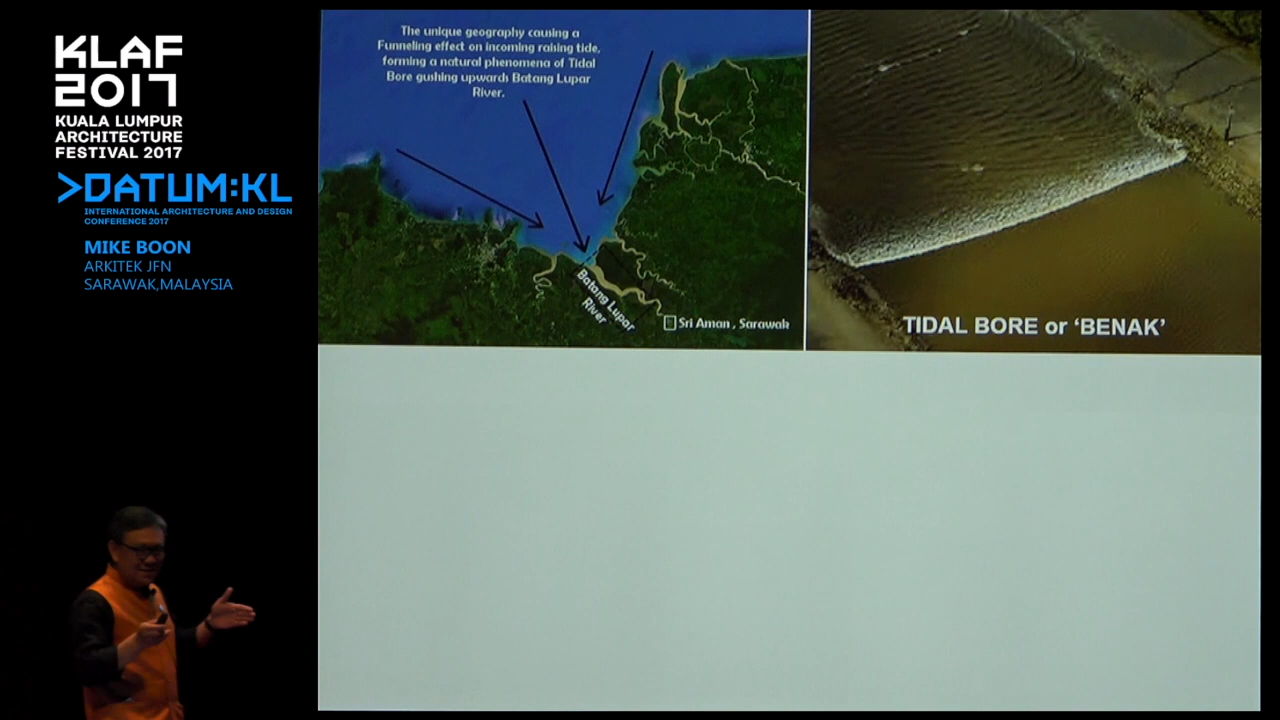 KLAF
2017
KUALA LUMPUR
ARCHITECTURE
FESTIVAL 2017
>DATUM:KL
INTERNATIONAL ARCHITECTURE AND DESIGN
CONFERENCE 2017
MIKE BOON
ARKITEK JFN
SARAWAK,MALAYSIA
The unique geography causing a
Funneling effect on incoming raising tide,
forming a natural phenomena of Tidal
Bore gushing upwards Batang Lupar
River.
Batang Lupar
River
Sri Aman , Sarawak
TIDAL BORE or ‘BENAK’